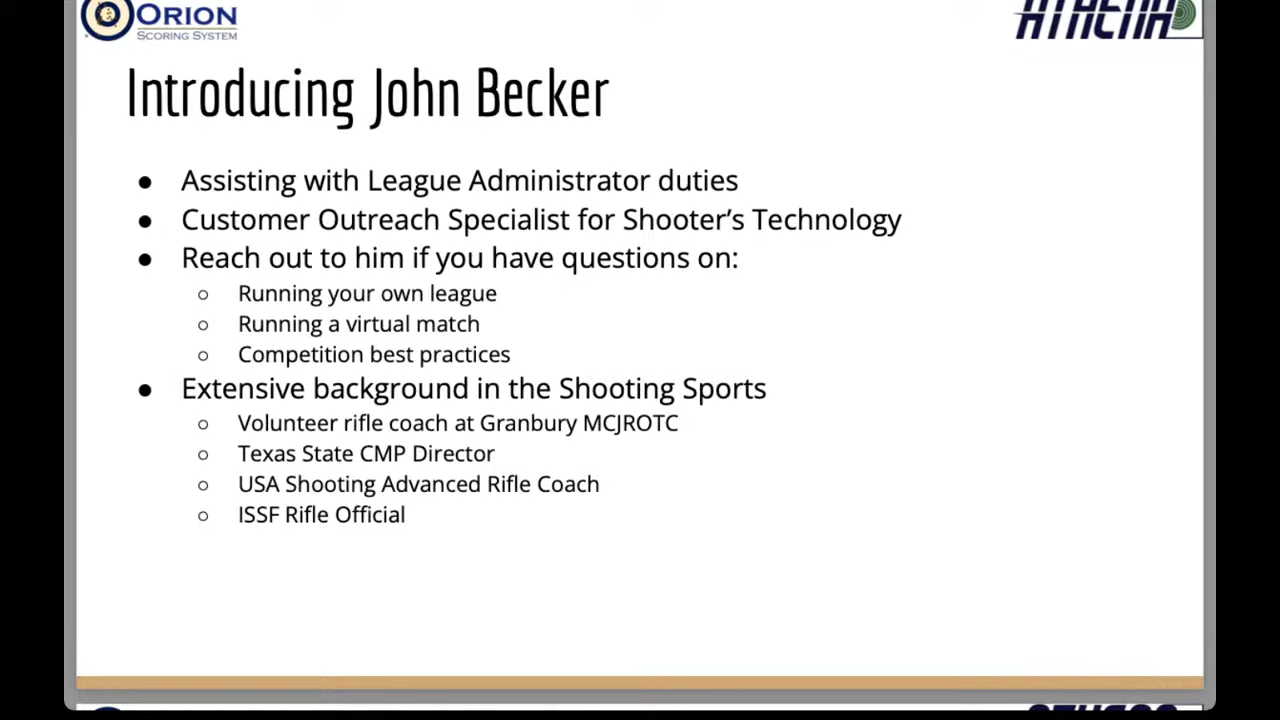 ORION
SCORING SYSTEM
ATHENA
Introducing John Becker
● Assisting with League Administrator duties
● Customer Outreach Specialist for Shooter’s Technology
● Reach out to him if you have questions on:
○ Running your own league
○ Running a virtual match
○ Competition best practices
● Extensive background in the Shooting Sports
○ Volunteer rifle coach at Granbury MCJROTC
○ Texas State CMP Director
○ USA Shooting Advanced Rifle Coach
○ ISSF Rifle Official
ATHENA